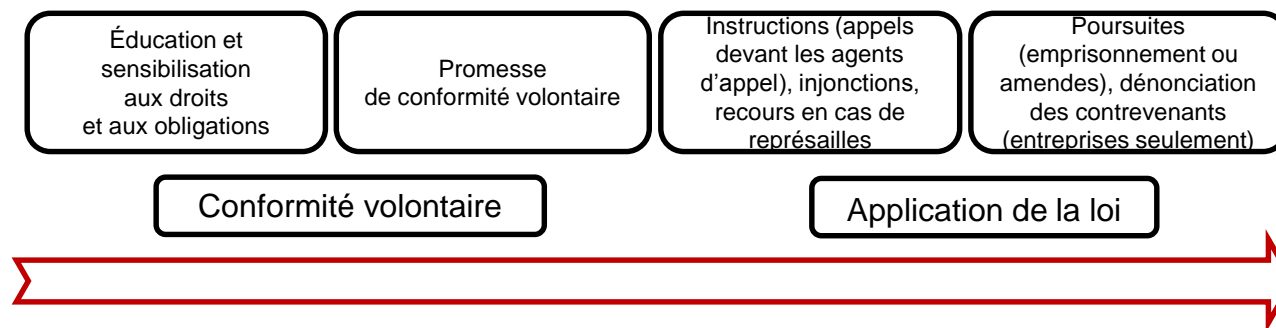 Éducation et
sensibilisation
aux droits
et aux obligations
Promesse
de conformité volontaire
Instructions (appels
devant les agents
d'appel), injonctions,
recours en cas de
représailles
Poursuites
(emprisonnement ou
amendes), dénonciation
des contrevenants
(entreprises seulement)
Conformité volontaire
Application de la loi